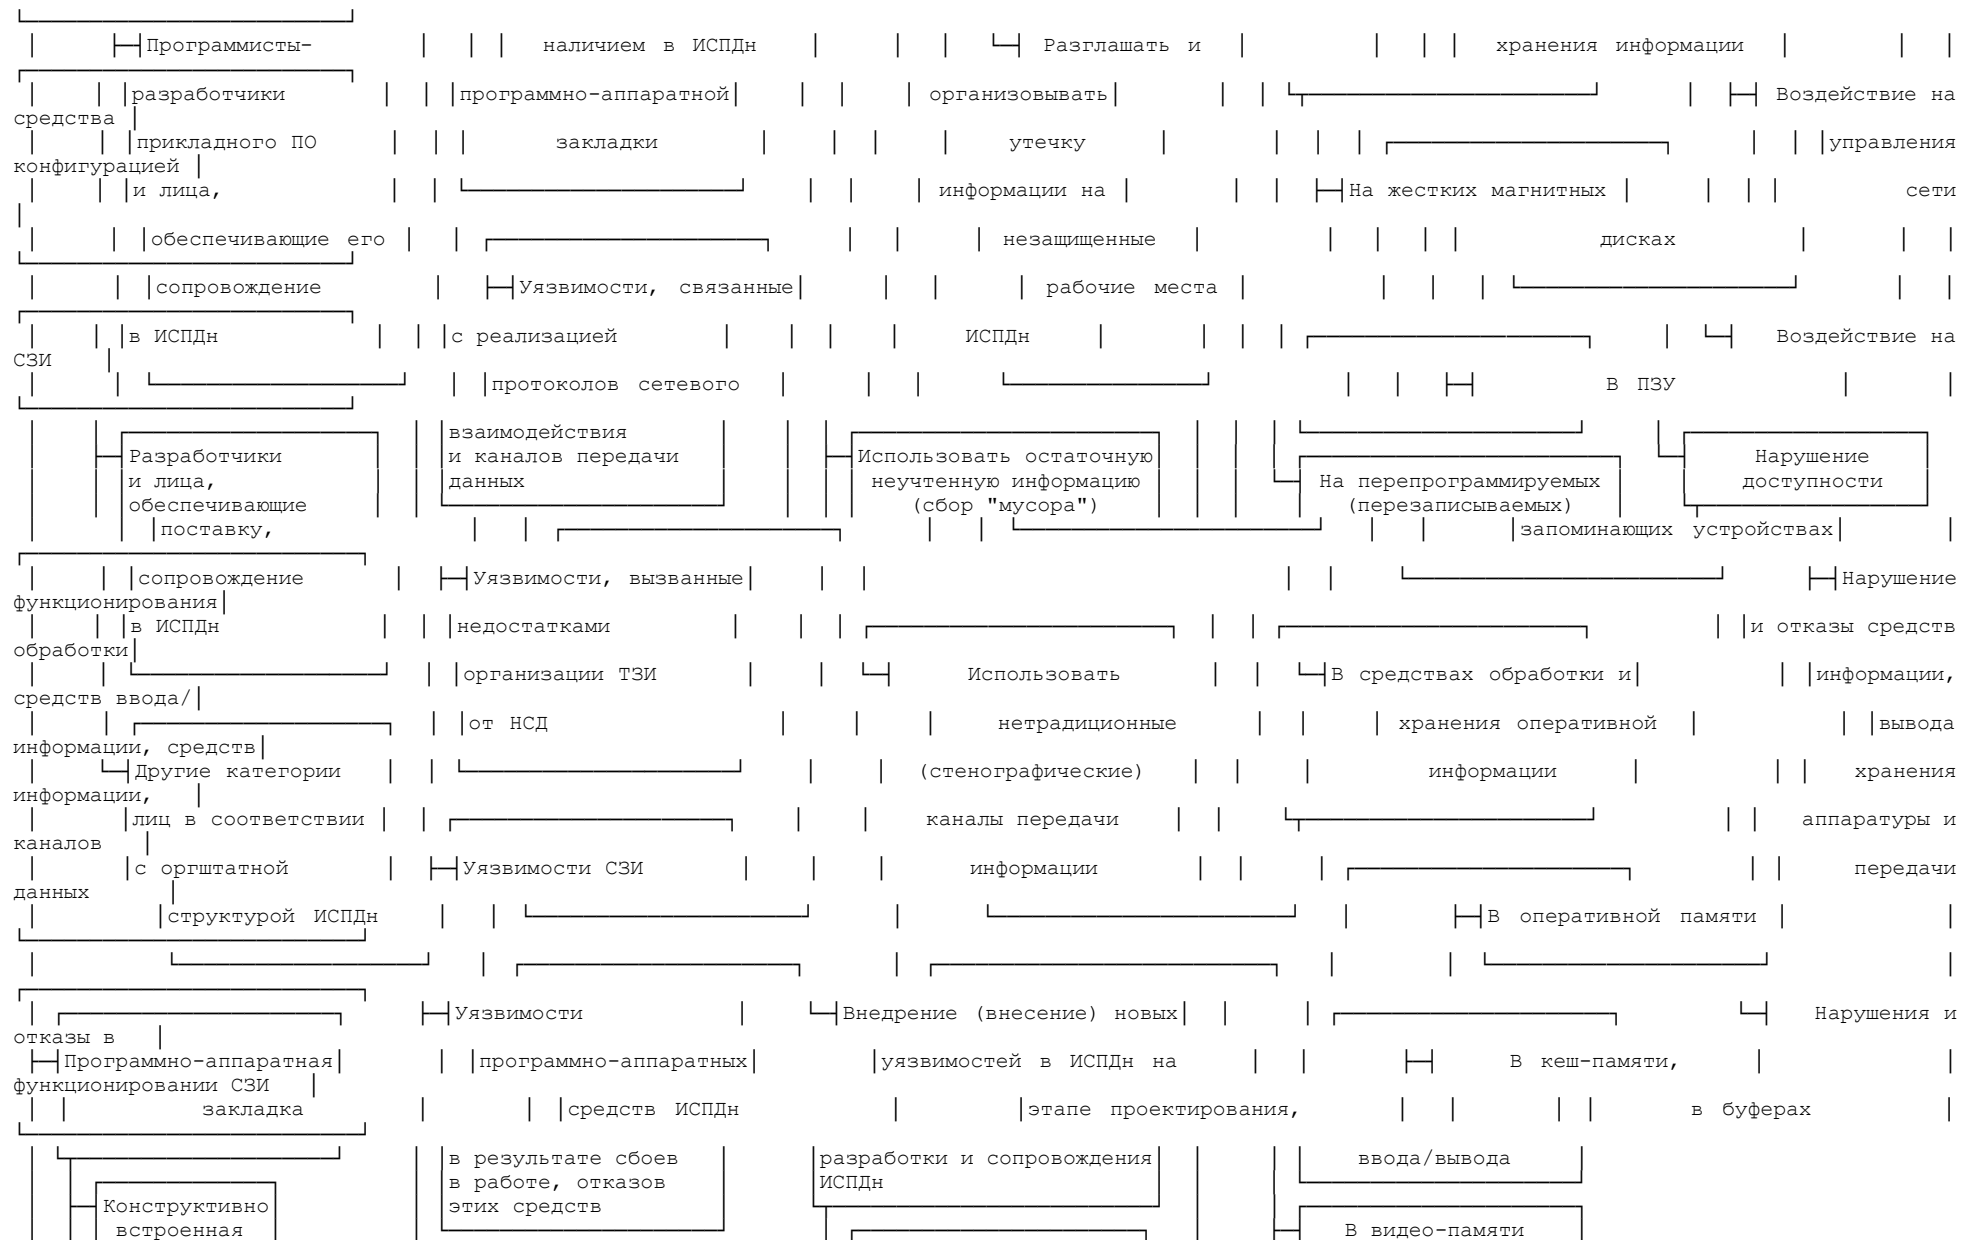 Программисты- наличием в ИСПДн Разглашать и хранения информации
разработчики программно-аппаратной организовывать Воздействие на
средства
прикладного ПО закладки утечку управления
конфигурацией
и лица, информации на На жестких магнитных сети
обеспечивающие его незащищенные дисках
сопровождение Уязвимости, связанные рабочие места
в ИСПДн с реализацией ИСПДн Воздействие на
СЗИ
протоколов сетевого В ПЗУ
взаимодействия
Разработчики и каналов передачи Использовать остаточную Нарушение
и лица, данных неучтенную информацию На перепрограммируемых доступности
обеспечивающие (сбор "мусора") (перезаписываемых)
поставку, запоминающих устройствах
сопровождение Уязвимости, вызванные Нарушение
функционирования
в ИСПДн недостатками и отказы средств
обработки
организации ТЗИ Использовать В средствах обработки и информации,
средств ввода/
от НСД нетрадиционные хранения оперативной вывода
информации, средств
Другие категории (стенографические) информации хранения
информации,
лиц в соответствии каналы передачи аппаратуры и
каналов
с оргштатной Уязвимости СЗИ информации передачи
данных
структурой ИСПДн В оперативной памяти
Уязвимости Внедрение (внесение) новых Нарушения и
отказы в
Программно-аппаратная программно-аппаратных уязвимостей в ИСПДн на В кеш-памяти,
функционировании СЗИ
закладка средств ИСПДн этапе проектирования, в буферах
в результате сбоев разработки и сопровождения ввода/вывода
в работе, отказов ИСПДн
Конструктивно этих средств
встроенная В видео-памяти